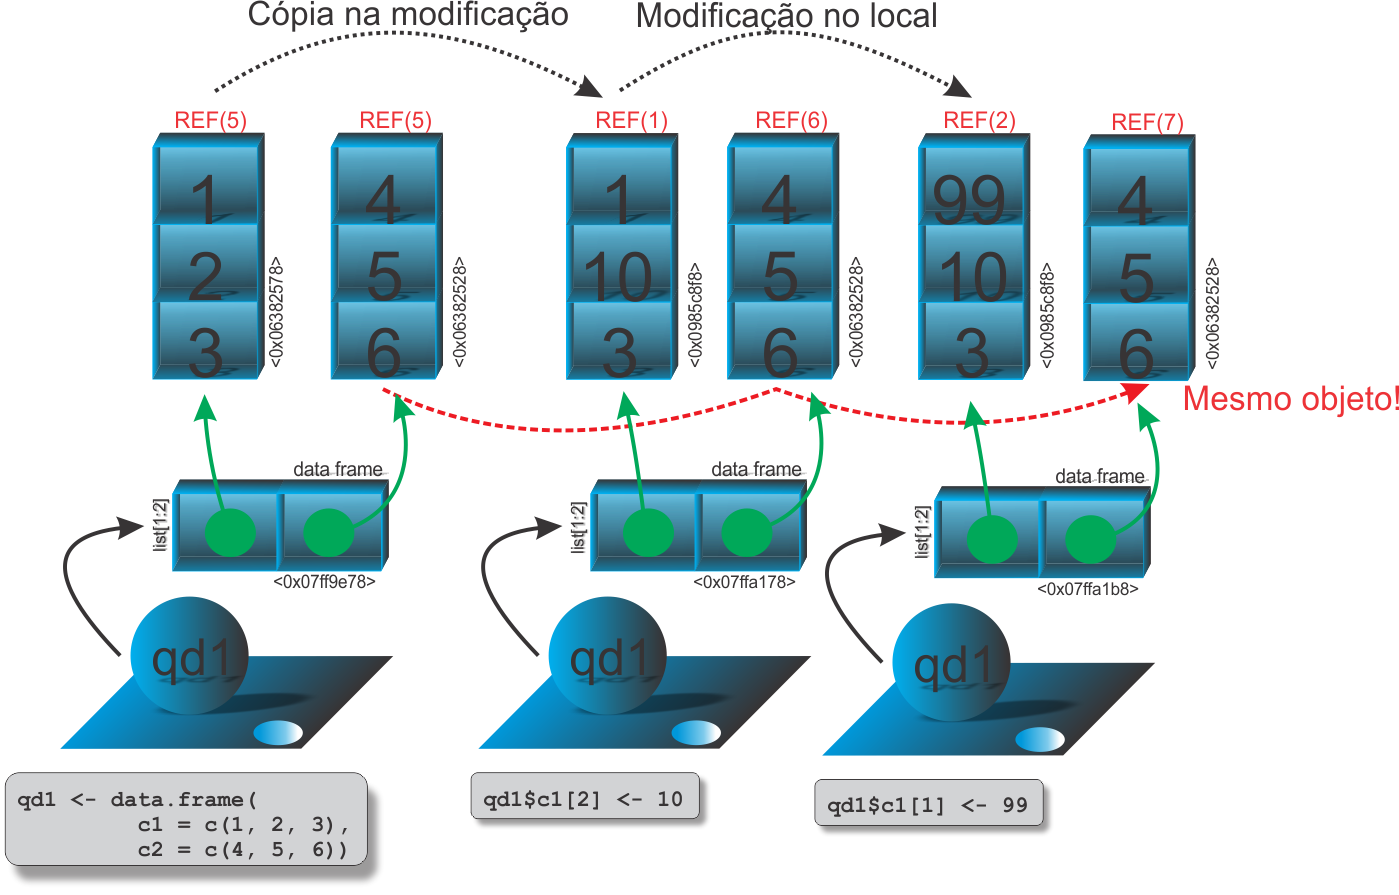 Cópia na modificação
Modificação no local
REF(5)
REF(5)
REF(1)
REF(6)
REF(2)
REF(7)
1
4
1
4
99
4
2
5
10
5
10
5
3
6
3
6
3
6
<0x06382578>
<0x06382528>
<0x0985c8f8>
<0x06382528>
<0x0985c8f8>
<0x06382528>
Mesmo objeto!
data frame
data frame
data frame
list[1:2]
list[1:2]
list[1:2]
<0x07ff9e78>
<0x07ffa178>
<0x07ffa1b8>
qd1
qd1
qd1
qd1 <- data.frame(
c1 = c(1, 2, 3),
c2 = c(4, 5, 6))
qd1$c1[2] <- 10
qd1$c1[1] <- 99